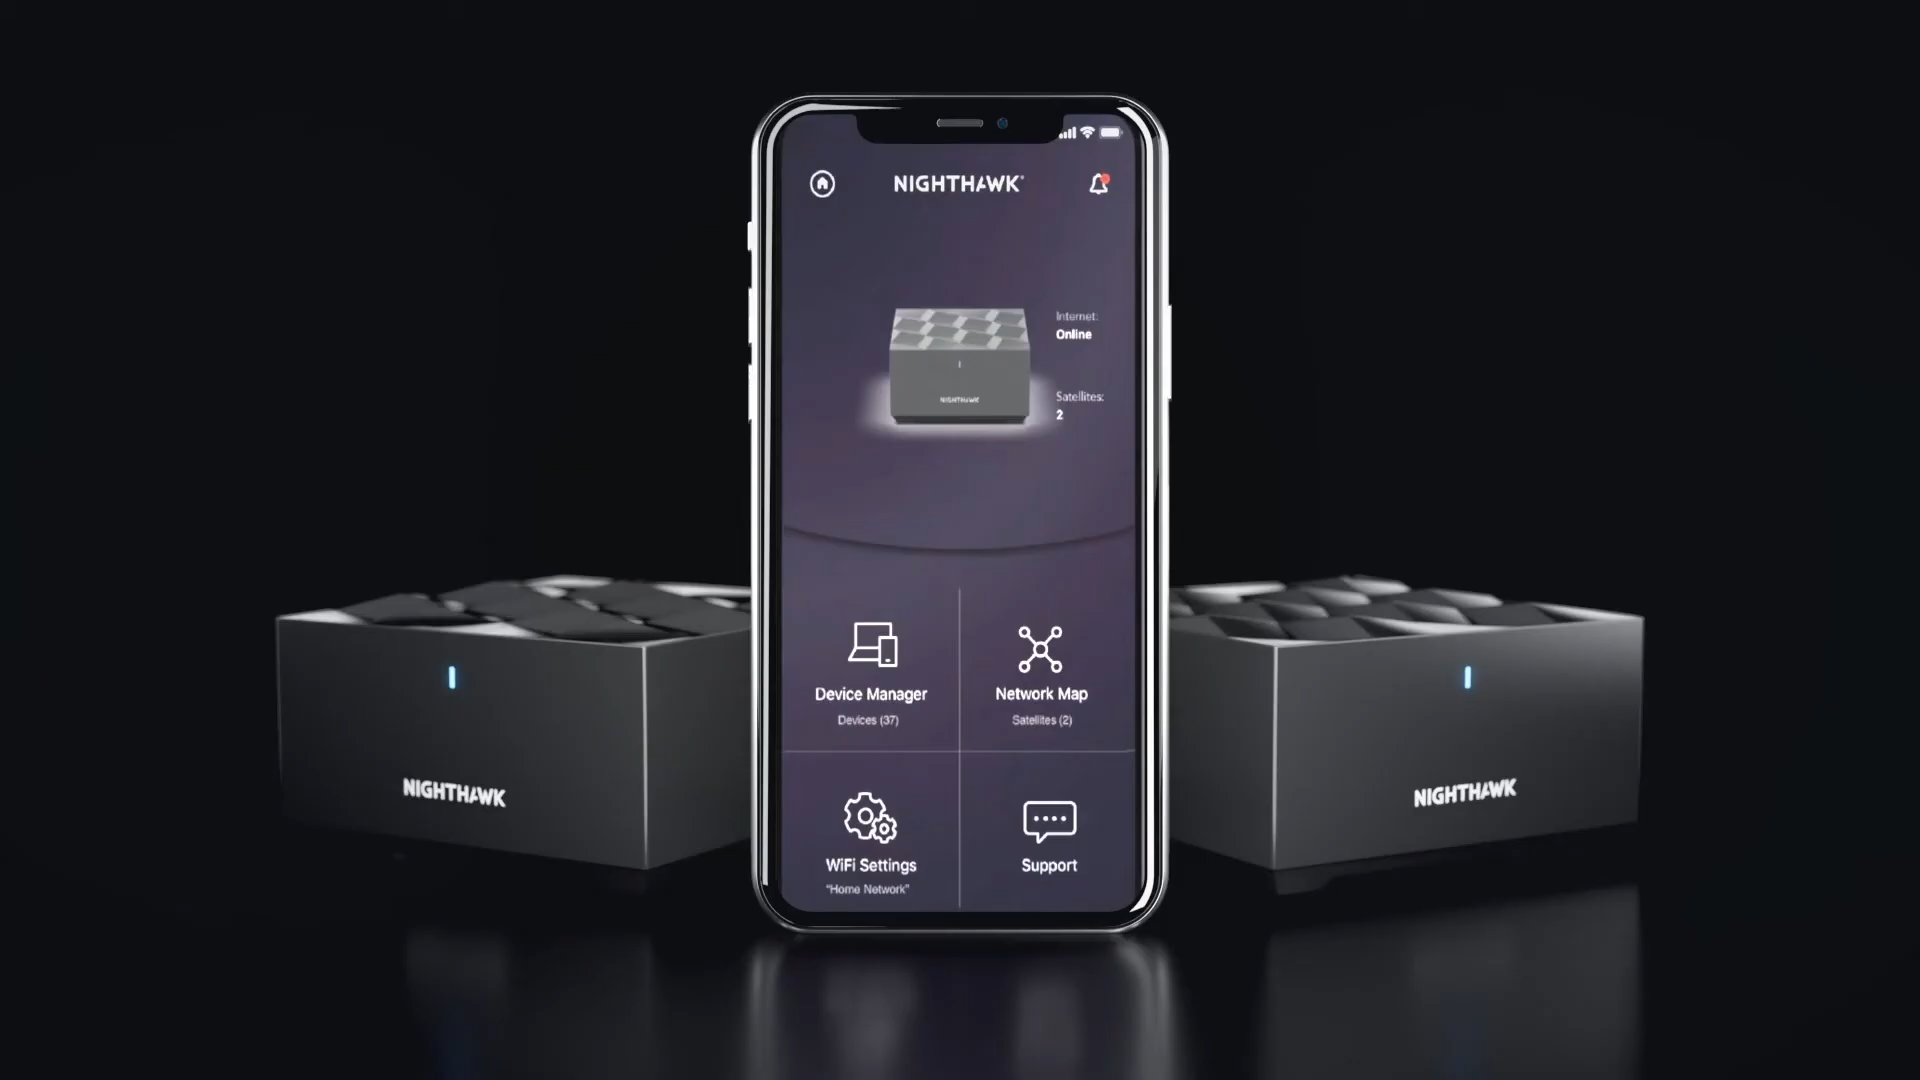 NIGHTHAWK®
Internet:
Online
NIGHTHAWK
Satellites:
2
Device Manager
Devices (37)
Network Map
Satellites (2)
WiFi Settings
"Home Network"
Support
NIGHTHAWK
NIGHTHAWK